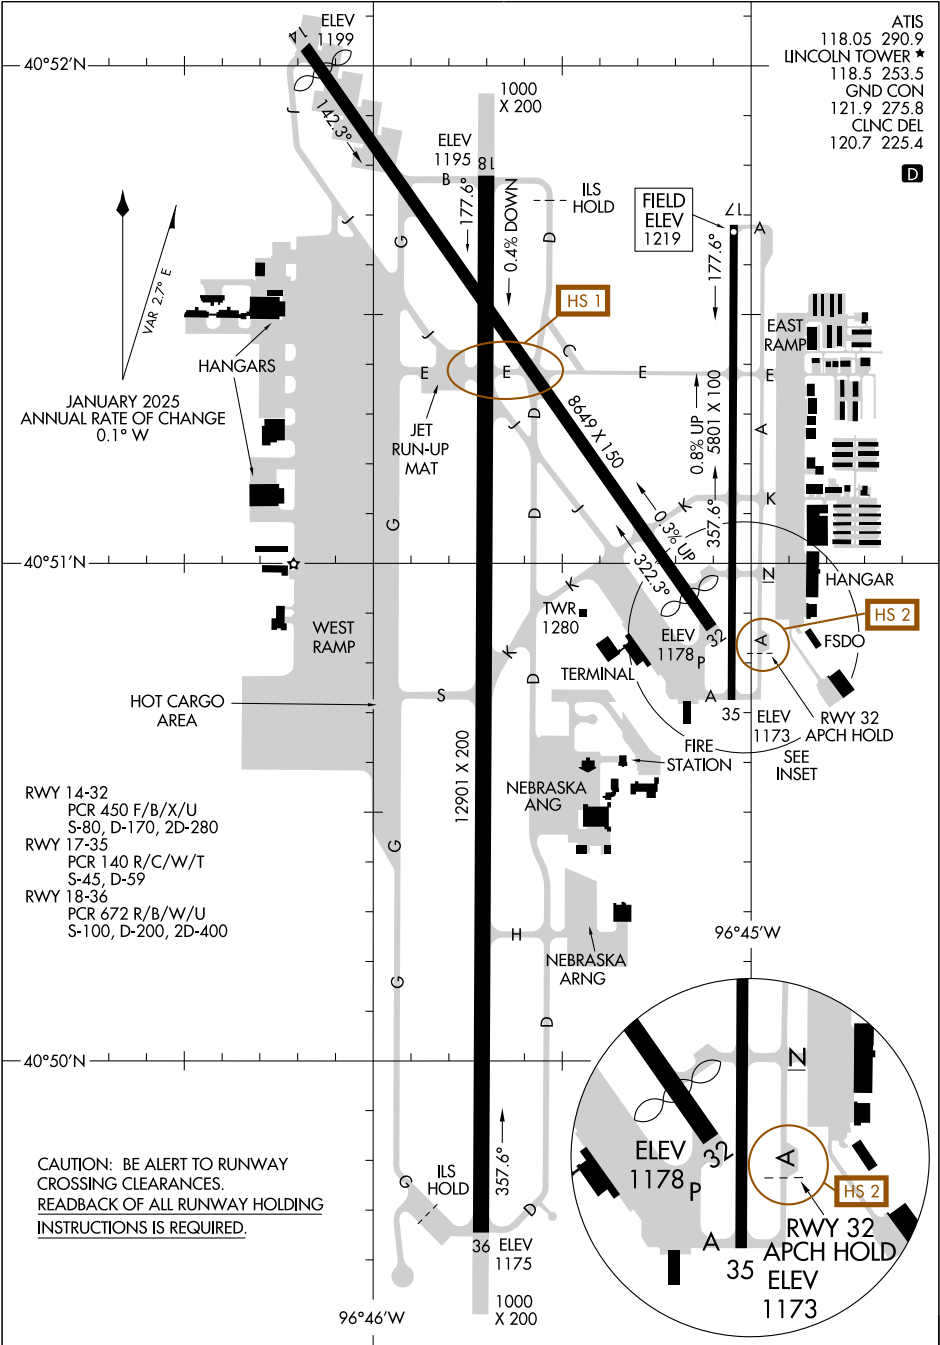 ATIS
118.05 290.9
LINCOLN TOWER ★
118.5 253.5
GND CON
121.9 275.8
CLNC DEL
120.7 225.4
D
ELEV
1199
14
40°52'N
1000
X 200
142.3°
J
ELEV
1195
18
B
177.6°
0.4% DOWN
ILS
HOLD
D
FIELD
ELEV
1219
17
A
177.6°
J
G
VAR 2.7° E
HS 1
HANGARS
J
E
E
C
E
E
EAST
RAMP
JANUARY 2025
ANNUAL RATE OF CHANGE
0.1° W
JET
RUN-UP
MAT
D
J
8649 X 150
0.8% UP
5801 X 100
A
G
D
J
K
K
0.3% UP
357.6°
322.3°
40°51'N
N
HANGAR
K
TWR
1280
WEST
RAMP
ELEV
1178
P
32
A
HS 2
FSDO
TERMINAL
K
D
HOT CARGO
AREA
S
A
35
ELEV
1173
RWY 32
APCH HOLD
SEE
INSET
FIRE
STATION
12901 X 200
NEBRASKA
ANG
RWY 14-32
PCR 450 F/B/X/U
S-80, D-170, 2D-280
RWY 17-35
PCR 140 R/C/W/T
S-45, D-59
RWY 18-36
PCR 672 R/B/W/U
S-100, D-200, 2D-400
G
H
NEBRASKA
ARNG
96°45'W
G
D
40°50'N
CAUTION: BE ALERT TO RUNWAY
CROSSING CLEARANCES.
READBACK OF ALL RUNWAY HOLDING
INSTRUCTIONS IS REQUIRED.
G
ILS
HOLD
357.6°
D
36
ELEV
1175
1000
X 200
96°46'W
N
ELEV
1178
P
32
A
HS 2
A
35
RWY 32
APCH HOLD
ELEV
1173